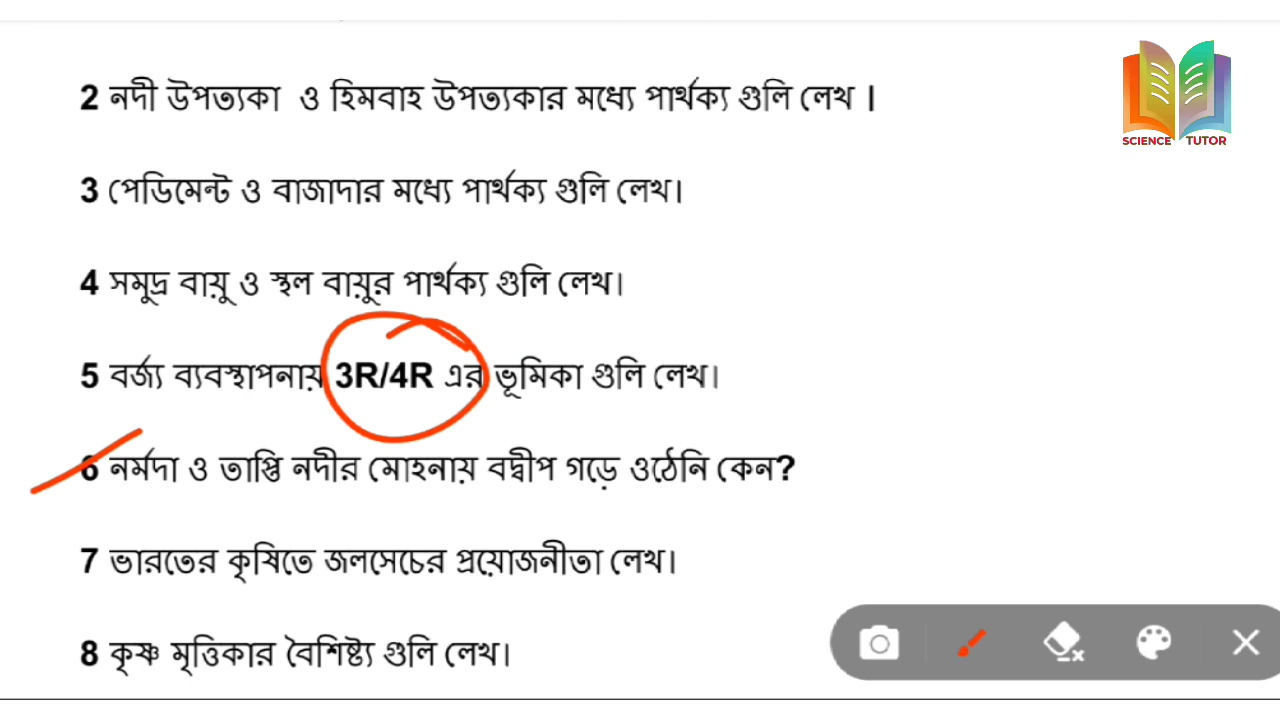 2 নদী উপত্যকা ও হিমবাহ উপত্যকার মধ্যে পার্থক্য গুলি লেখ ।
SCIENCE TUTOR
3 পেডিমেন্ট ও বাজাদার মধ্যে পার্থক্য গুলি লেখ।
4 সমুদ্র বায়ু ও স্থল বায়ুর পার্থক্য গুলি লেখ।
5 বর্জ্য ব্যবস্থাপনায় 3R/4R এর ভূমিকা গুলি লেখ।
6 নর্মদা ও তাপ্তি নদীর মোহনায় বদ্বীপ গড়ে ওঠেনি কেন?
7 ভারতের কৃষিতে জলসেচের প্রয়োজনীতা লেখ।
8 কৃষ্ণ মৃত্তিকার বৈশিষ্ট্য গুলি লেখ।